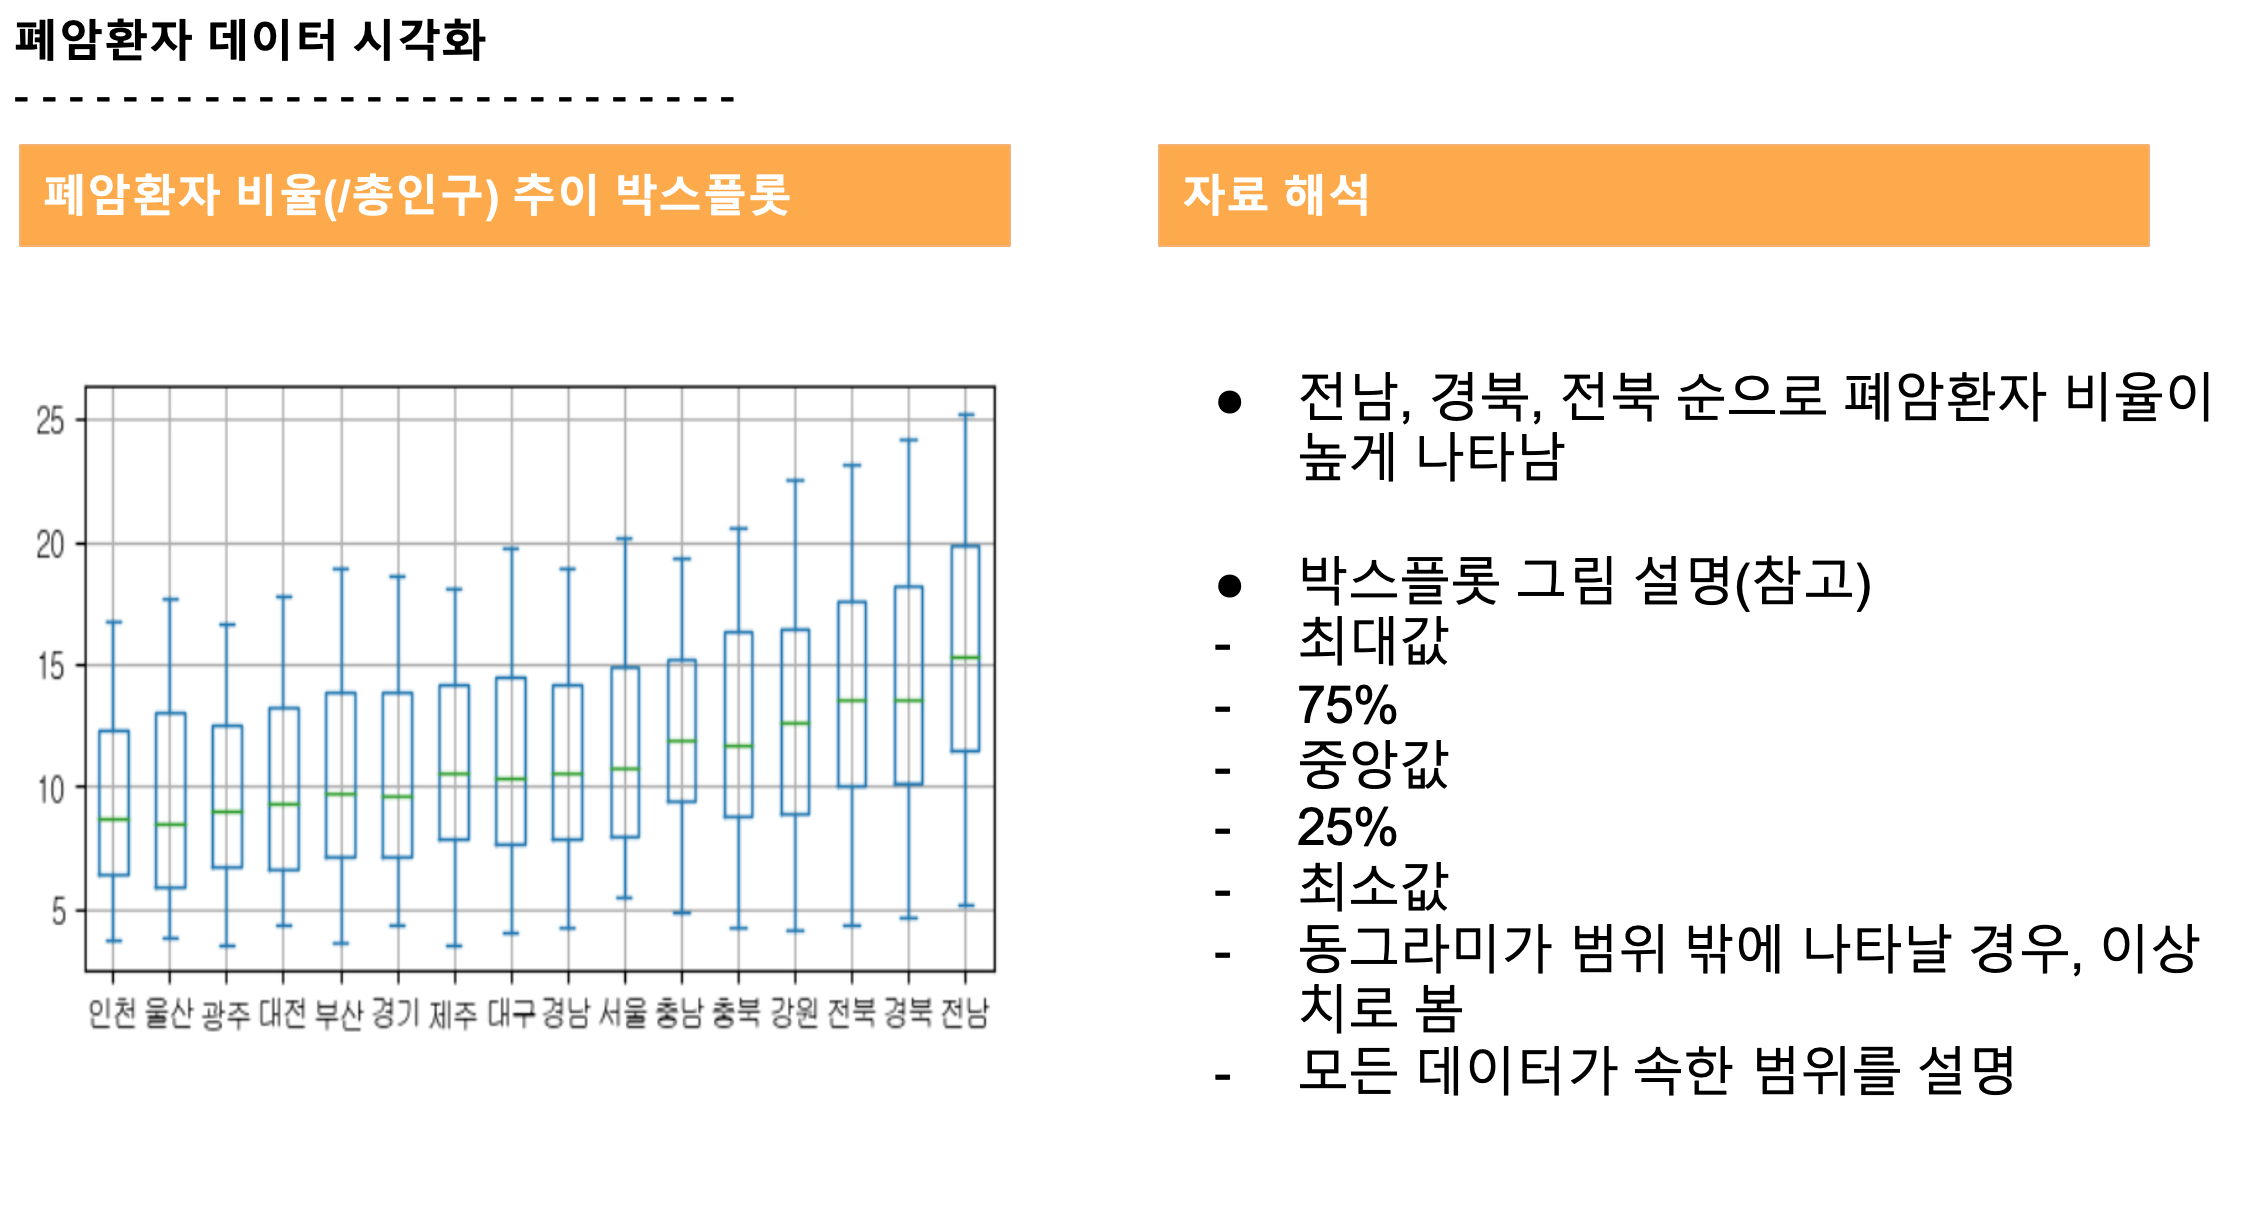 폐암환자 데이터 시각화
- - - - - - - - - - - - - - - - - - - - - - - - - - -
폐암환자 비율(/총인구) 추이 박스플롯
25
20
15
10
5
인천 울산 광주 대전 부산 경기 제주 대구 경남 서울 충남 충북 강원 전북 경북 전남
자료 해석
● 전남, 경북, 전북 순으로 폐암환자 비율이
높게 나타남
● 박스플롯 그림 설명(참고)
- 최대값
- 75%
- 중앙값
- 25%
- 최소값
- 동그라미가 범위 밖에 나타날 경우, 이상
치로 봄
- 모든 데이터가 속한 범위를 설명